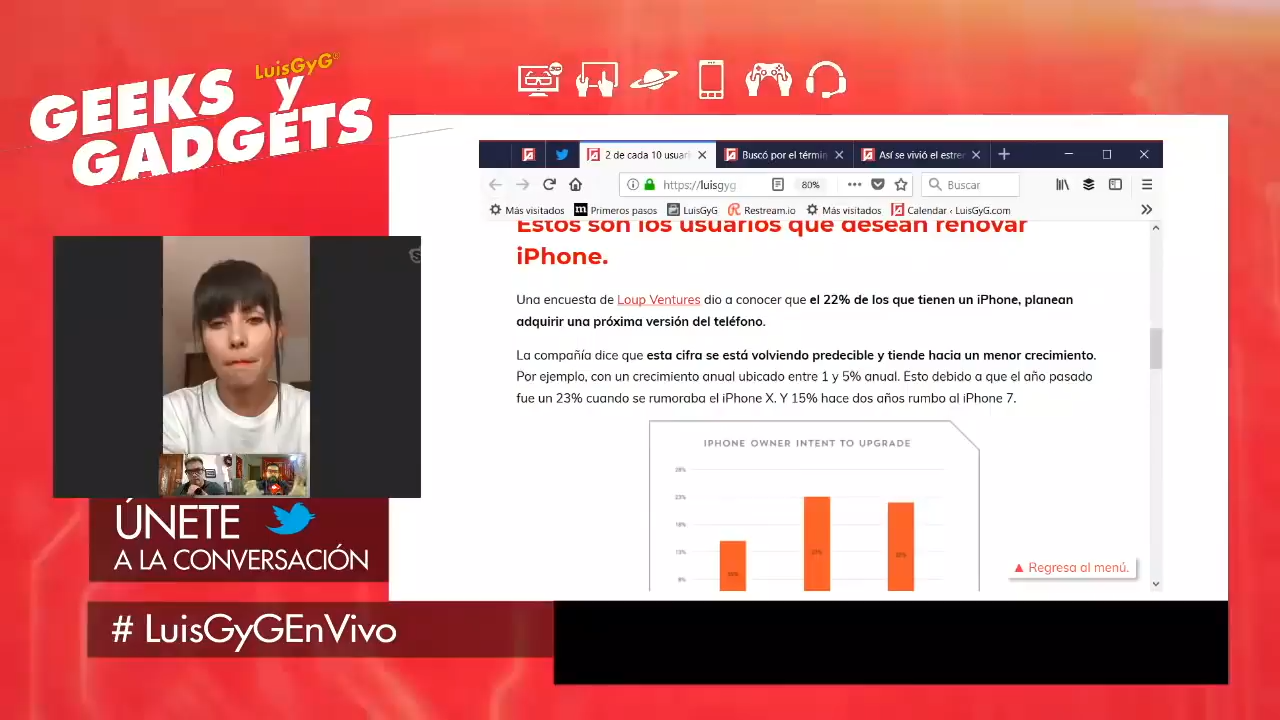 LuisGyG®
GEEKS y
GADGETS
2 de cada 10 usuari
Buscó por el términ
Así se vivió el estrer
https://luisgyg
80%
Buscar
Más visitados
Primeros pasos
LuisGyG
Restream.io
Más visitados
Calendar ‹ LuisGyG.com
Estos son los usuarios que desean renovar
iPhone.
Una encuesta de Loup Ventures dio a conocer que el 22% de los que tienen un iPhone, planean
adquirir una próxima versión del teléfono.
La compañía dice que esta cifra se está volviendo predecible y tiende hacia un menor crecimiento.
Por ejemplo, con un crecimiento anual ubicado entre 1 y 5% anual. Esto debido a que el año pasado
fue un 23% cuando se rumoraba el iPhone X. Y 15% hace dos años rumbo al iPhone 7.
IPHONE OWNER INTENT TO UPGRADE
Regresa al menú.
ÚNETE
A LA CONVERSACIÓN
# LuisGyGEnVivo